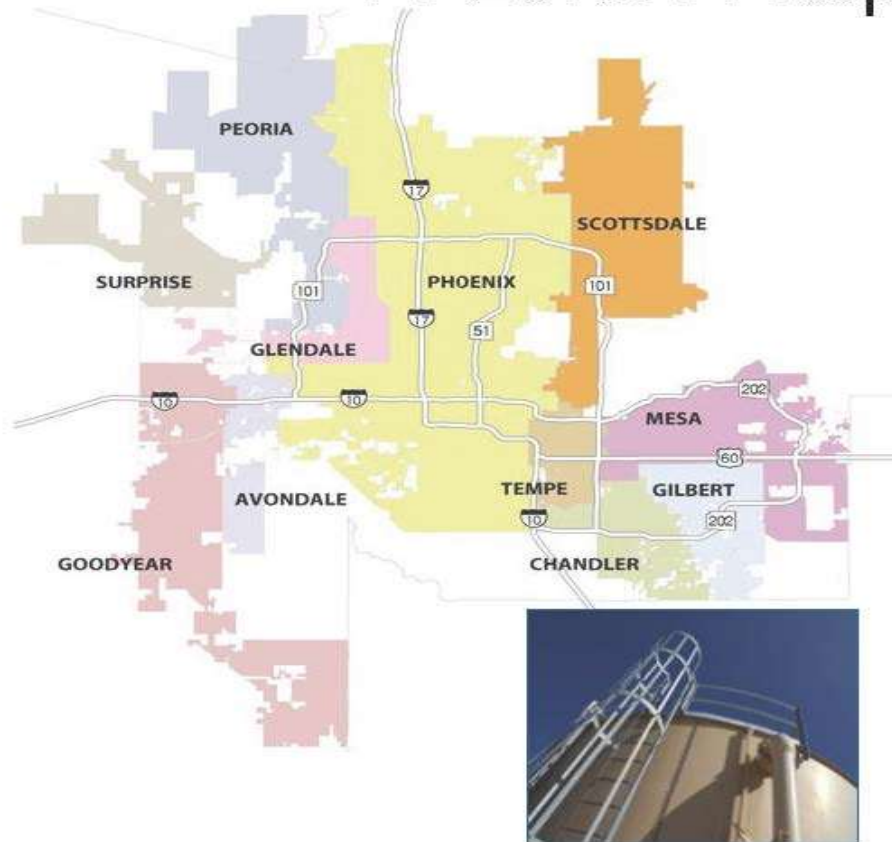 PEORIA
17
SCOTTSDALE
SURPRISE
101
PHOENIX
101
17
51
GLENDALE
10
10
202
MESA
60
TEMPE
GILBERT
AVONDALE
10
202
GOODYEAR
CHANDLER